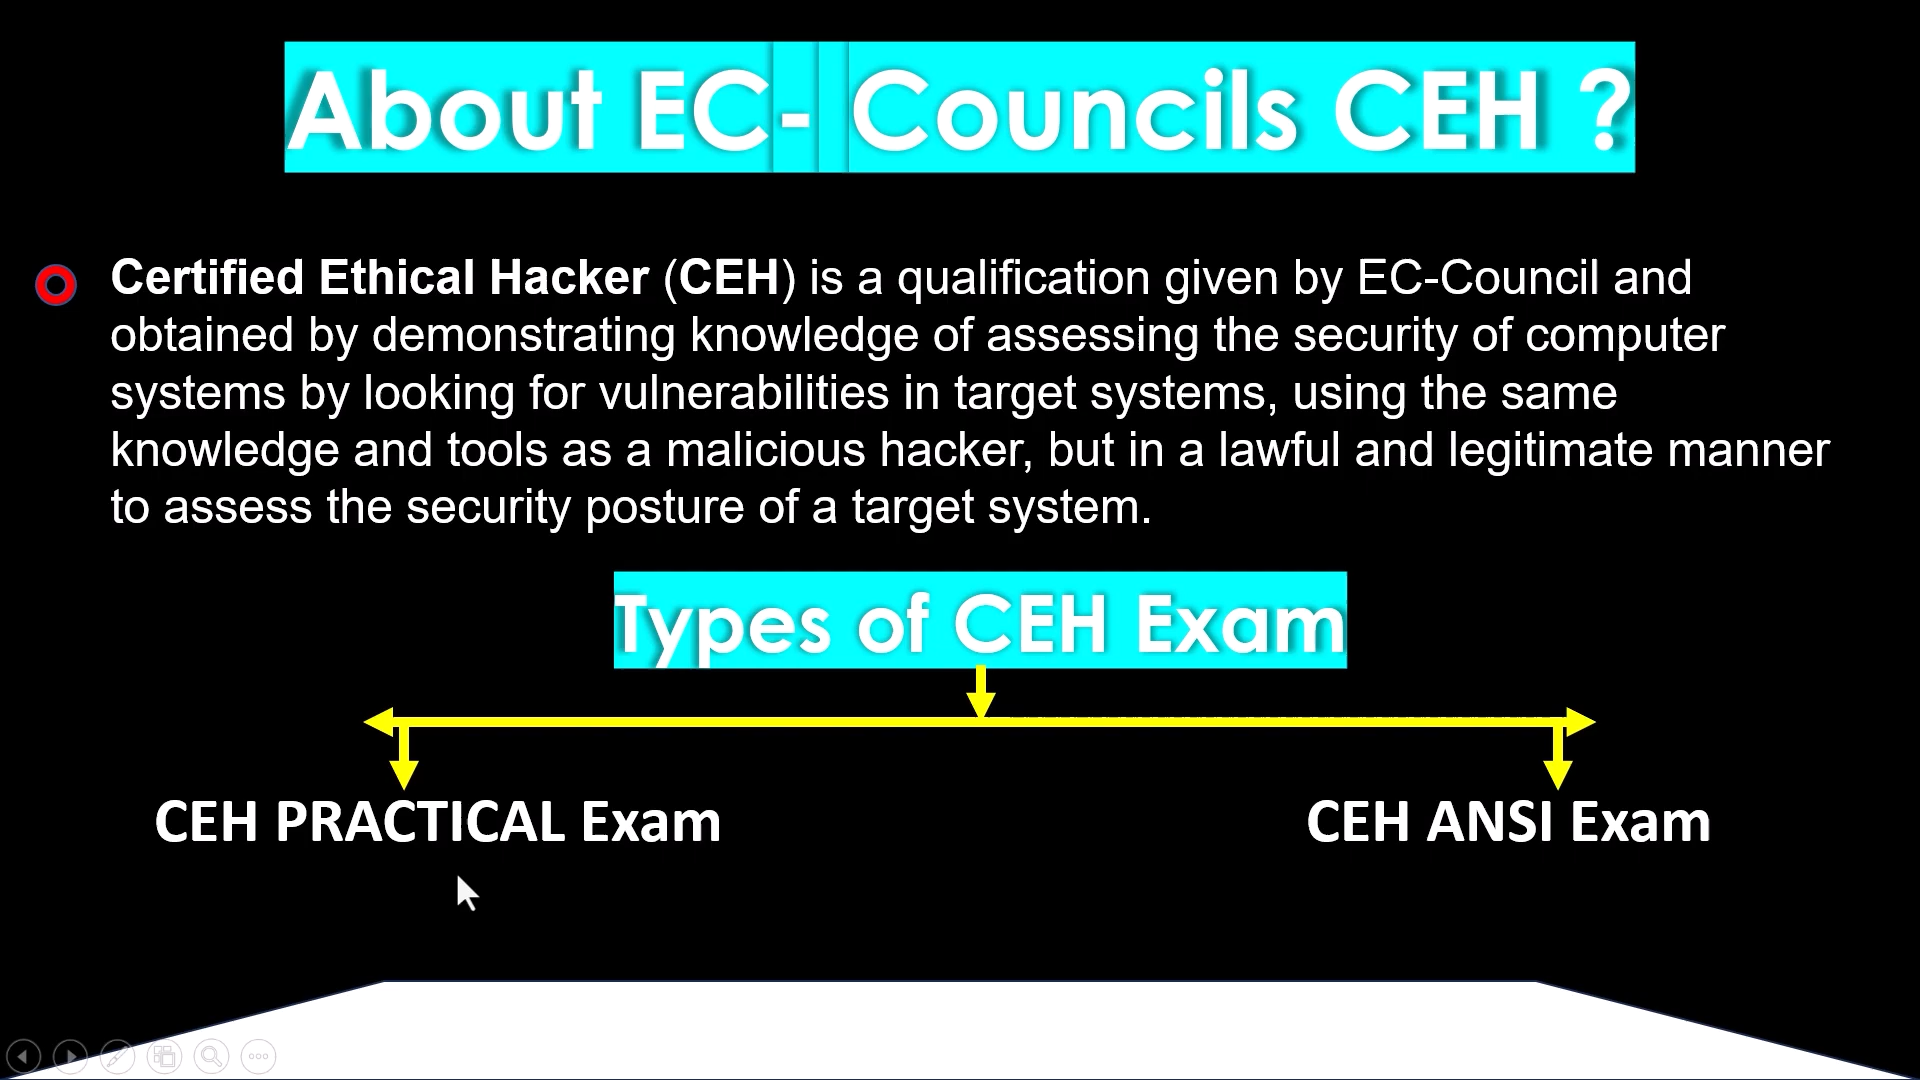 About EC- Councils CEH ?
Certified Ethical Hacker (CEH) is a qualification given by EC-Council and
obtained by demonstrating knowledge of assessing the security of computer
systems by looking for vulnerabilities in target systems, using the same
knowledge and tools as a malicious hacker, but in a lawful and legitimate manner
to assess the security posture of a target system.
Types of CEH Exam
CEH PRACTICAL Exam
CEH ANSI Exam